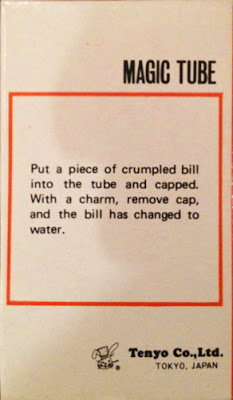 MAGIC TUBE
Put a piece of crumpled bill
into the tube and capped.
With a charm, remove cap,
and the bill has changed to
water.
Tenyo Co.,Ltd.
®
TOKYO, JAPAN